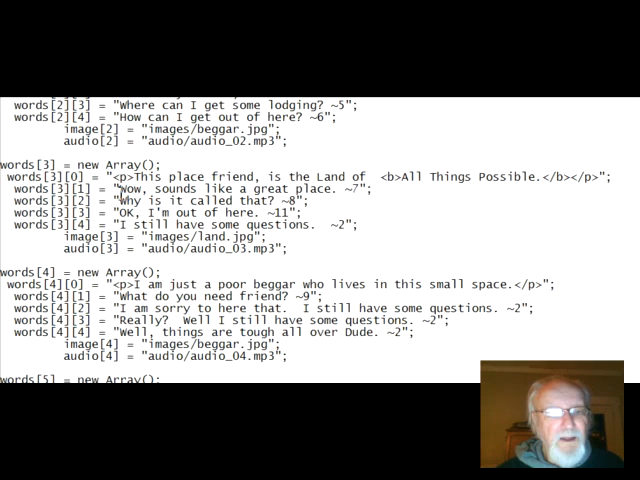 words[2][3] = "Where can I get some lodging? ~5";
words[2][4] = "How can I get out of here? ~6";
image[2] = "images/beggar.jpg";
audio[2] = "audio/audio_02.mp3";
words[3] = new Array();
words[3][0] = "<p>This place friend, is the Land of  <b>All Things Possible.</b></p>";
words[3][1] = "Wow, sounds like a great place. ~7";
words[3][2] = "Why is it called that? ~8";
words[3][3] = "OK, I'm out of here. ~11";
words[3][4] = "I still have some questions.  ~2";
image[3] = "images/land.jpg";
audio[3] = "audio/audio_03.mp3";
words[4] = new Array();
words[4][0] = "<p>I am just a poor beggar who lives in this small space.</p>";
words[4][1] = "What do you need friend? ~9";
words[4][2] = "I am sorry to here that.  I still have some questions. ~2";
words[4][3] = "Really?  Well I still have some questions. ~2";
words[4][4] = "Well, things are tough all over Dude. ~2";
image[4] = "images/beggar.jpg";
audio[4] = "audio/audio_04.mp3";
words[5] = new Array();